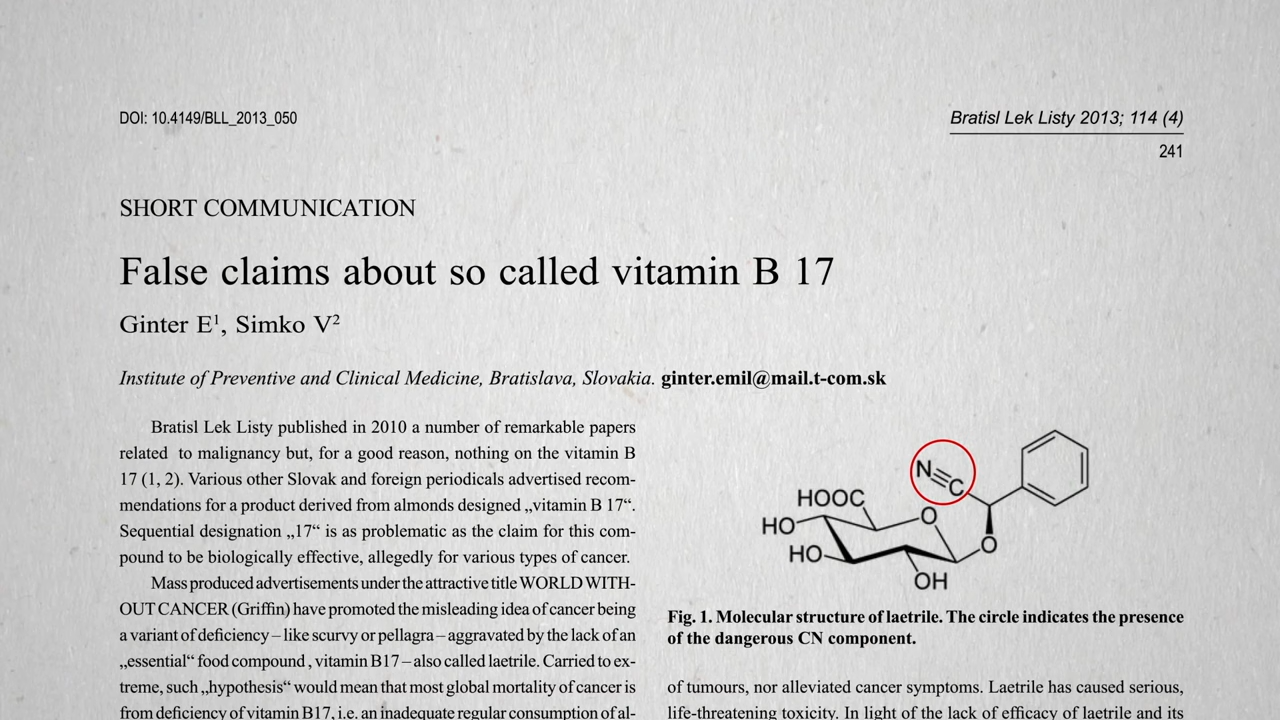 DOI: 10.4149/BLL_2013_050
Bratisl Lek Listy 2013; 114 (4)
241
SHORT COMMUNICATION
False claims about so called vitamin B 17
Ginter E¹, Simko V²
Institute of Preventive and Clinical Medicine, Bratislava, Slovakia. ginter.emil@mail.t-com.sk
Bratisl Lek Listy published in 2010 a number of remarkable papers
related to malignancy but, for a good reason, nothing on the vitamin B
17 (1, 2). Various other Slovak and foreign periodicals advertised recom-
mendations for a product derived from almonds designed „vitamin B 17“.
Sequential designation „17“ is as problematic as the claim for this com-
pound to be biologically effective, allegedly for various types of cancer.
Mass produced advertisements under the attractive title WORLD WITH-
OUT CANCER (Griffin) have promoted the misleading idea of cancer being
a variant of deficiency – like scurvy or pellagra – aggravated by the lack of an
„essential“ food compound , vitamin B17 – also called laetrile. Carried to ex-
treme, such „hypothesis“ would mean that most global mortality of cancer is
from deficiency of vitamin B17, i.e. an inadequate regular consumption of al-
N
C
HOOC
O
HO
HO
O
OH
Fig. 1. Molecular structure of laetrile. The circle indicates the presence
of the dangerous CN component.
of tumours, nor alleviated cancer symptoms. Laetrile has caused serious,
life-threatening toxicity. In light of the lack of efficacy of laetrile and its